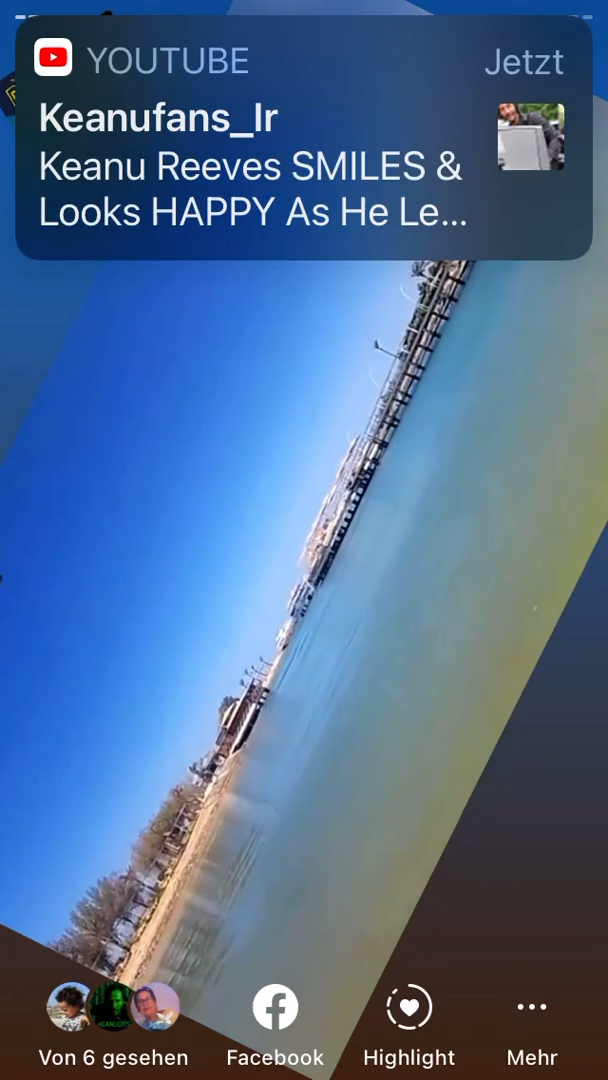 YOUTUBE
Jetzt
Keanufans_Ir
Keanu Reeves SMILES &
Looks HAPPY As He Le...
Von 6 gesehen
Facebook
Highlight
Mehr